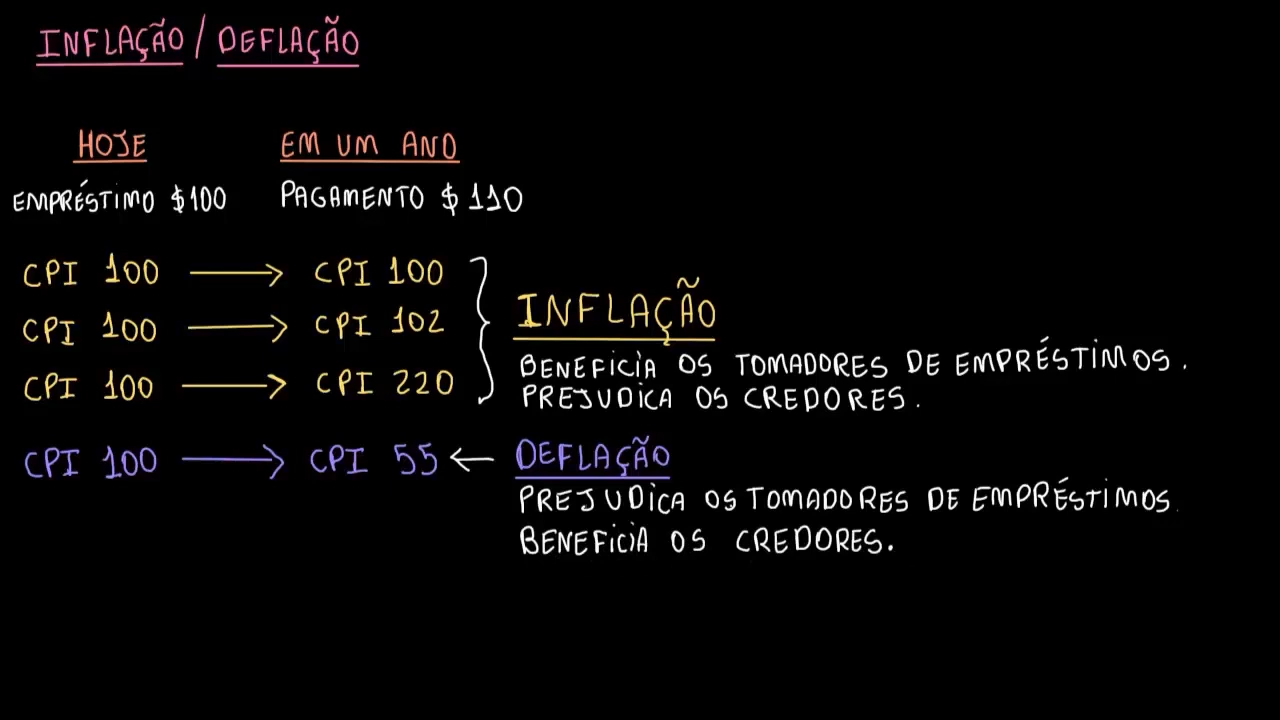 INFLAÇÃO / DEFLAÇÃO
HOJE EM UM ANO
EMPRÉSTIMO $100 PAGAMENTO $ 110
CPI 100 → CPI 100
CPI 100 → CPI 102
CPI 100 → CPI 220
INFLAÇÃO
BENEFICIA OS TOMADORES DE EMPRÉSTIMOS.
PREJUDICA OS CREDORES.
CPI 100 → CPI 55 ← DEFLAÇÃO
PREJUDICA OS TOMADORES DE EMPRÉSTIMOS.
BENEFICIA OS CREDORES.